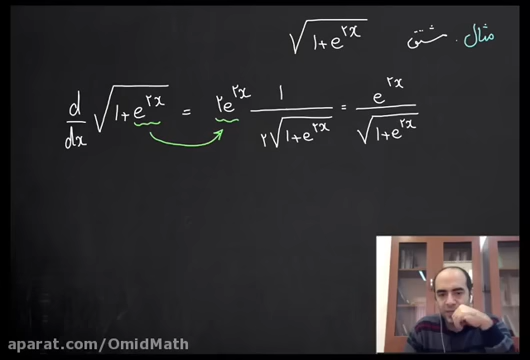 مثال. مشتق √(1+e^۲x)
d/dx √(1+e^۲x) = ۲e^۲x 1/(۲√(1+e^۲x)) = e^۲x/√(1+e^۲x)
aparat.com/OmidMath